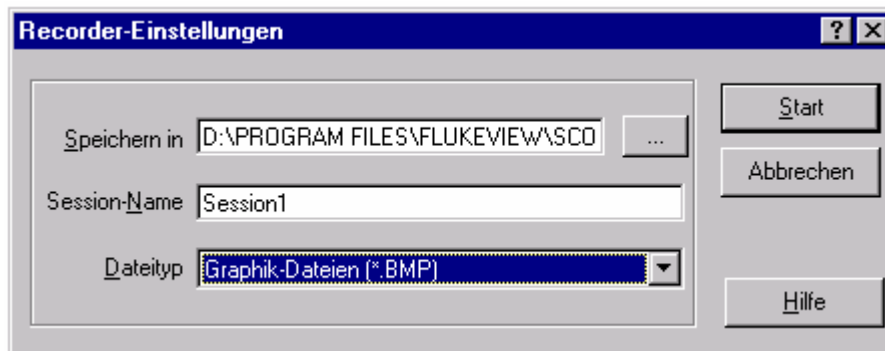 Recorder-Einstellungen
Speichern in D:\PROGRAM FILES\FLUKEVIEW\SCO ...
Session-Name Session1
Dateityp Graphik-Dateien (*.BMP)
Start
Abbrechen
Hilfe